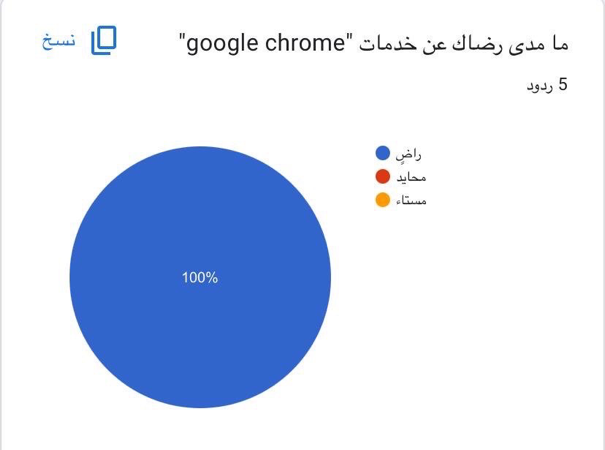 ما مدى رضاك عن خدمات "google chrome"
نسخ
5 ردود
راضٍ
محايد
مستاء
100%